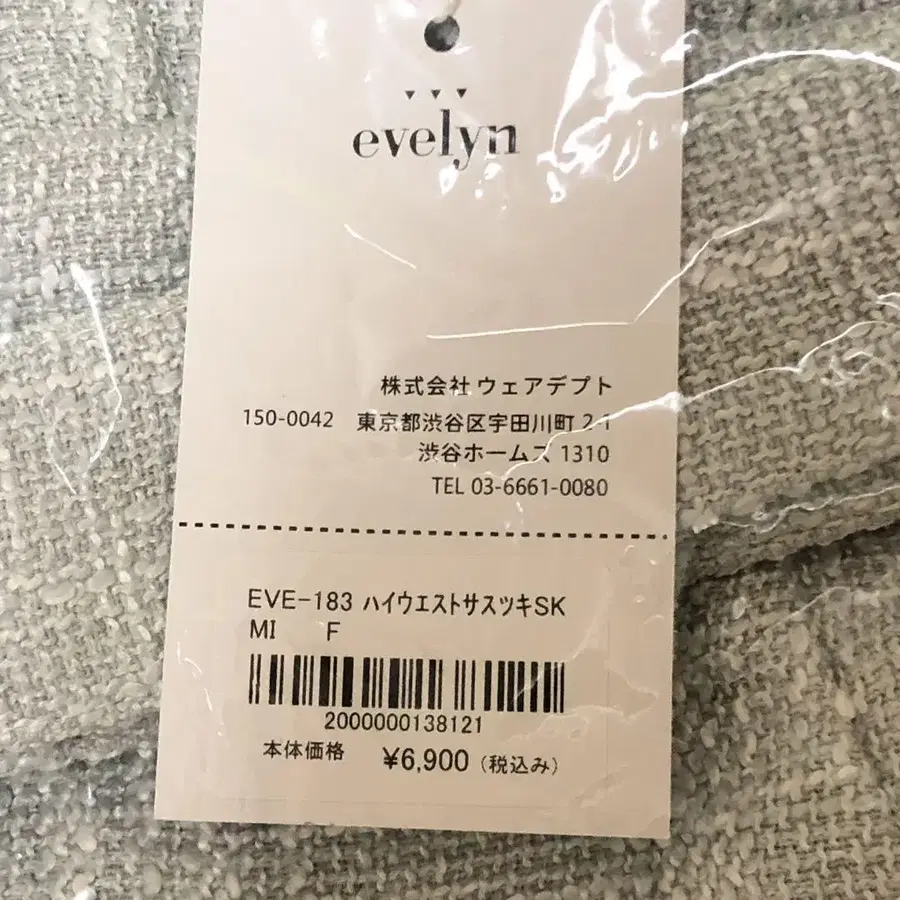 evelyn
株式会社 ウェアデプト
150-0042 東京都渋谷区宇田川町 2-1
渋谷ホームズ 1310
TEL 03-6661-0080
EVE-183 ハイウエストサスツキSK
MI F
2000000138121
本体価格 ¥6,900 (税込み)